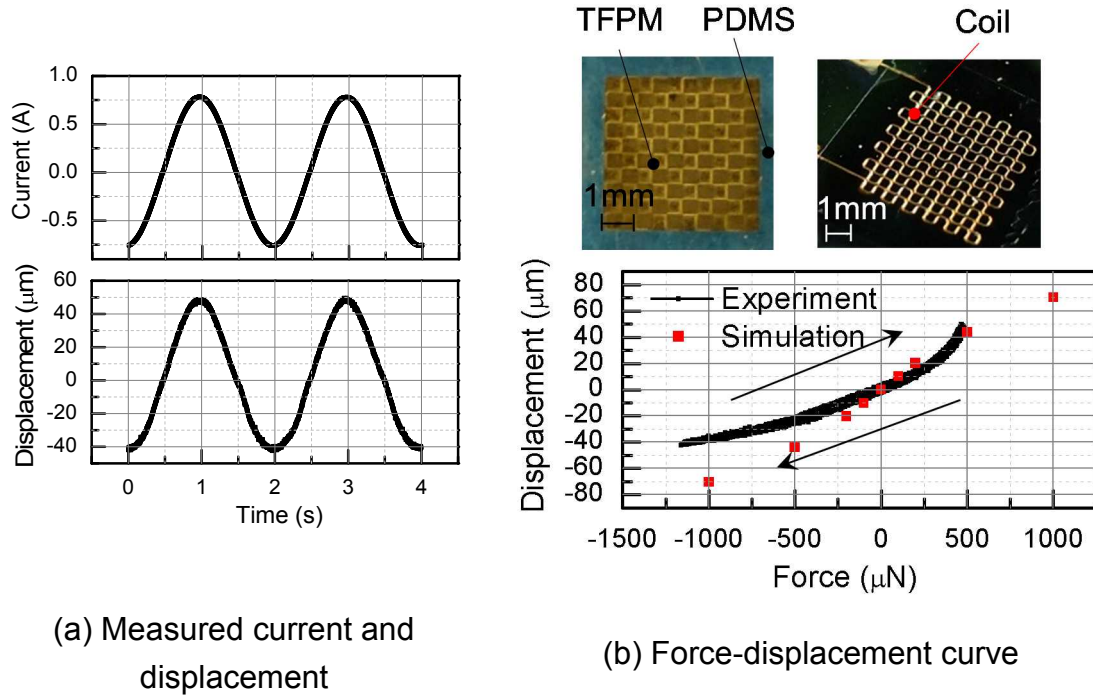 TFPM PDMS Coil
1mm
1mm
Current (A)
1.0
0.5
0.0
-0.5
Displacement (μm)
60
40
20
0
-20
-40
0 1 2 3 4
Time (s)
(a) Measured current and
displacement
Displacement (μm)
80
60
40
20
0
-20
-40
-60
-80
Experiment
Simulation
-1500 -1000 -500 0 500 1000
Force (μN)
(b) Force-displacement curve